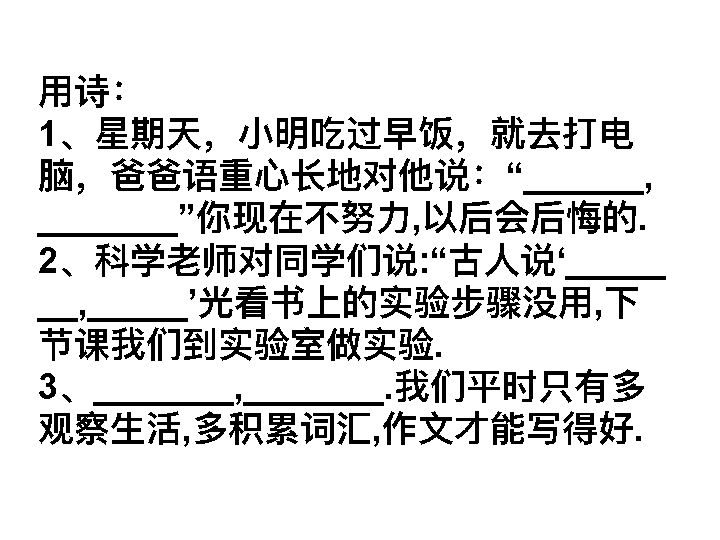 用诗：
1、星期天，小明吃过早饭，就去打电
脑，爸爸语重心长地对他说：“______,
_______”你现在不努力,以后会后悔的.
2、科学老师对同学们说:“古人说‘_____
__,_____’光看书上的实验步骤没用,下
节课我们到实验室做实验.
3、_______,_______.我们平时只有多
观察生活,多积累词汇,作文才能写得好.